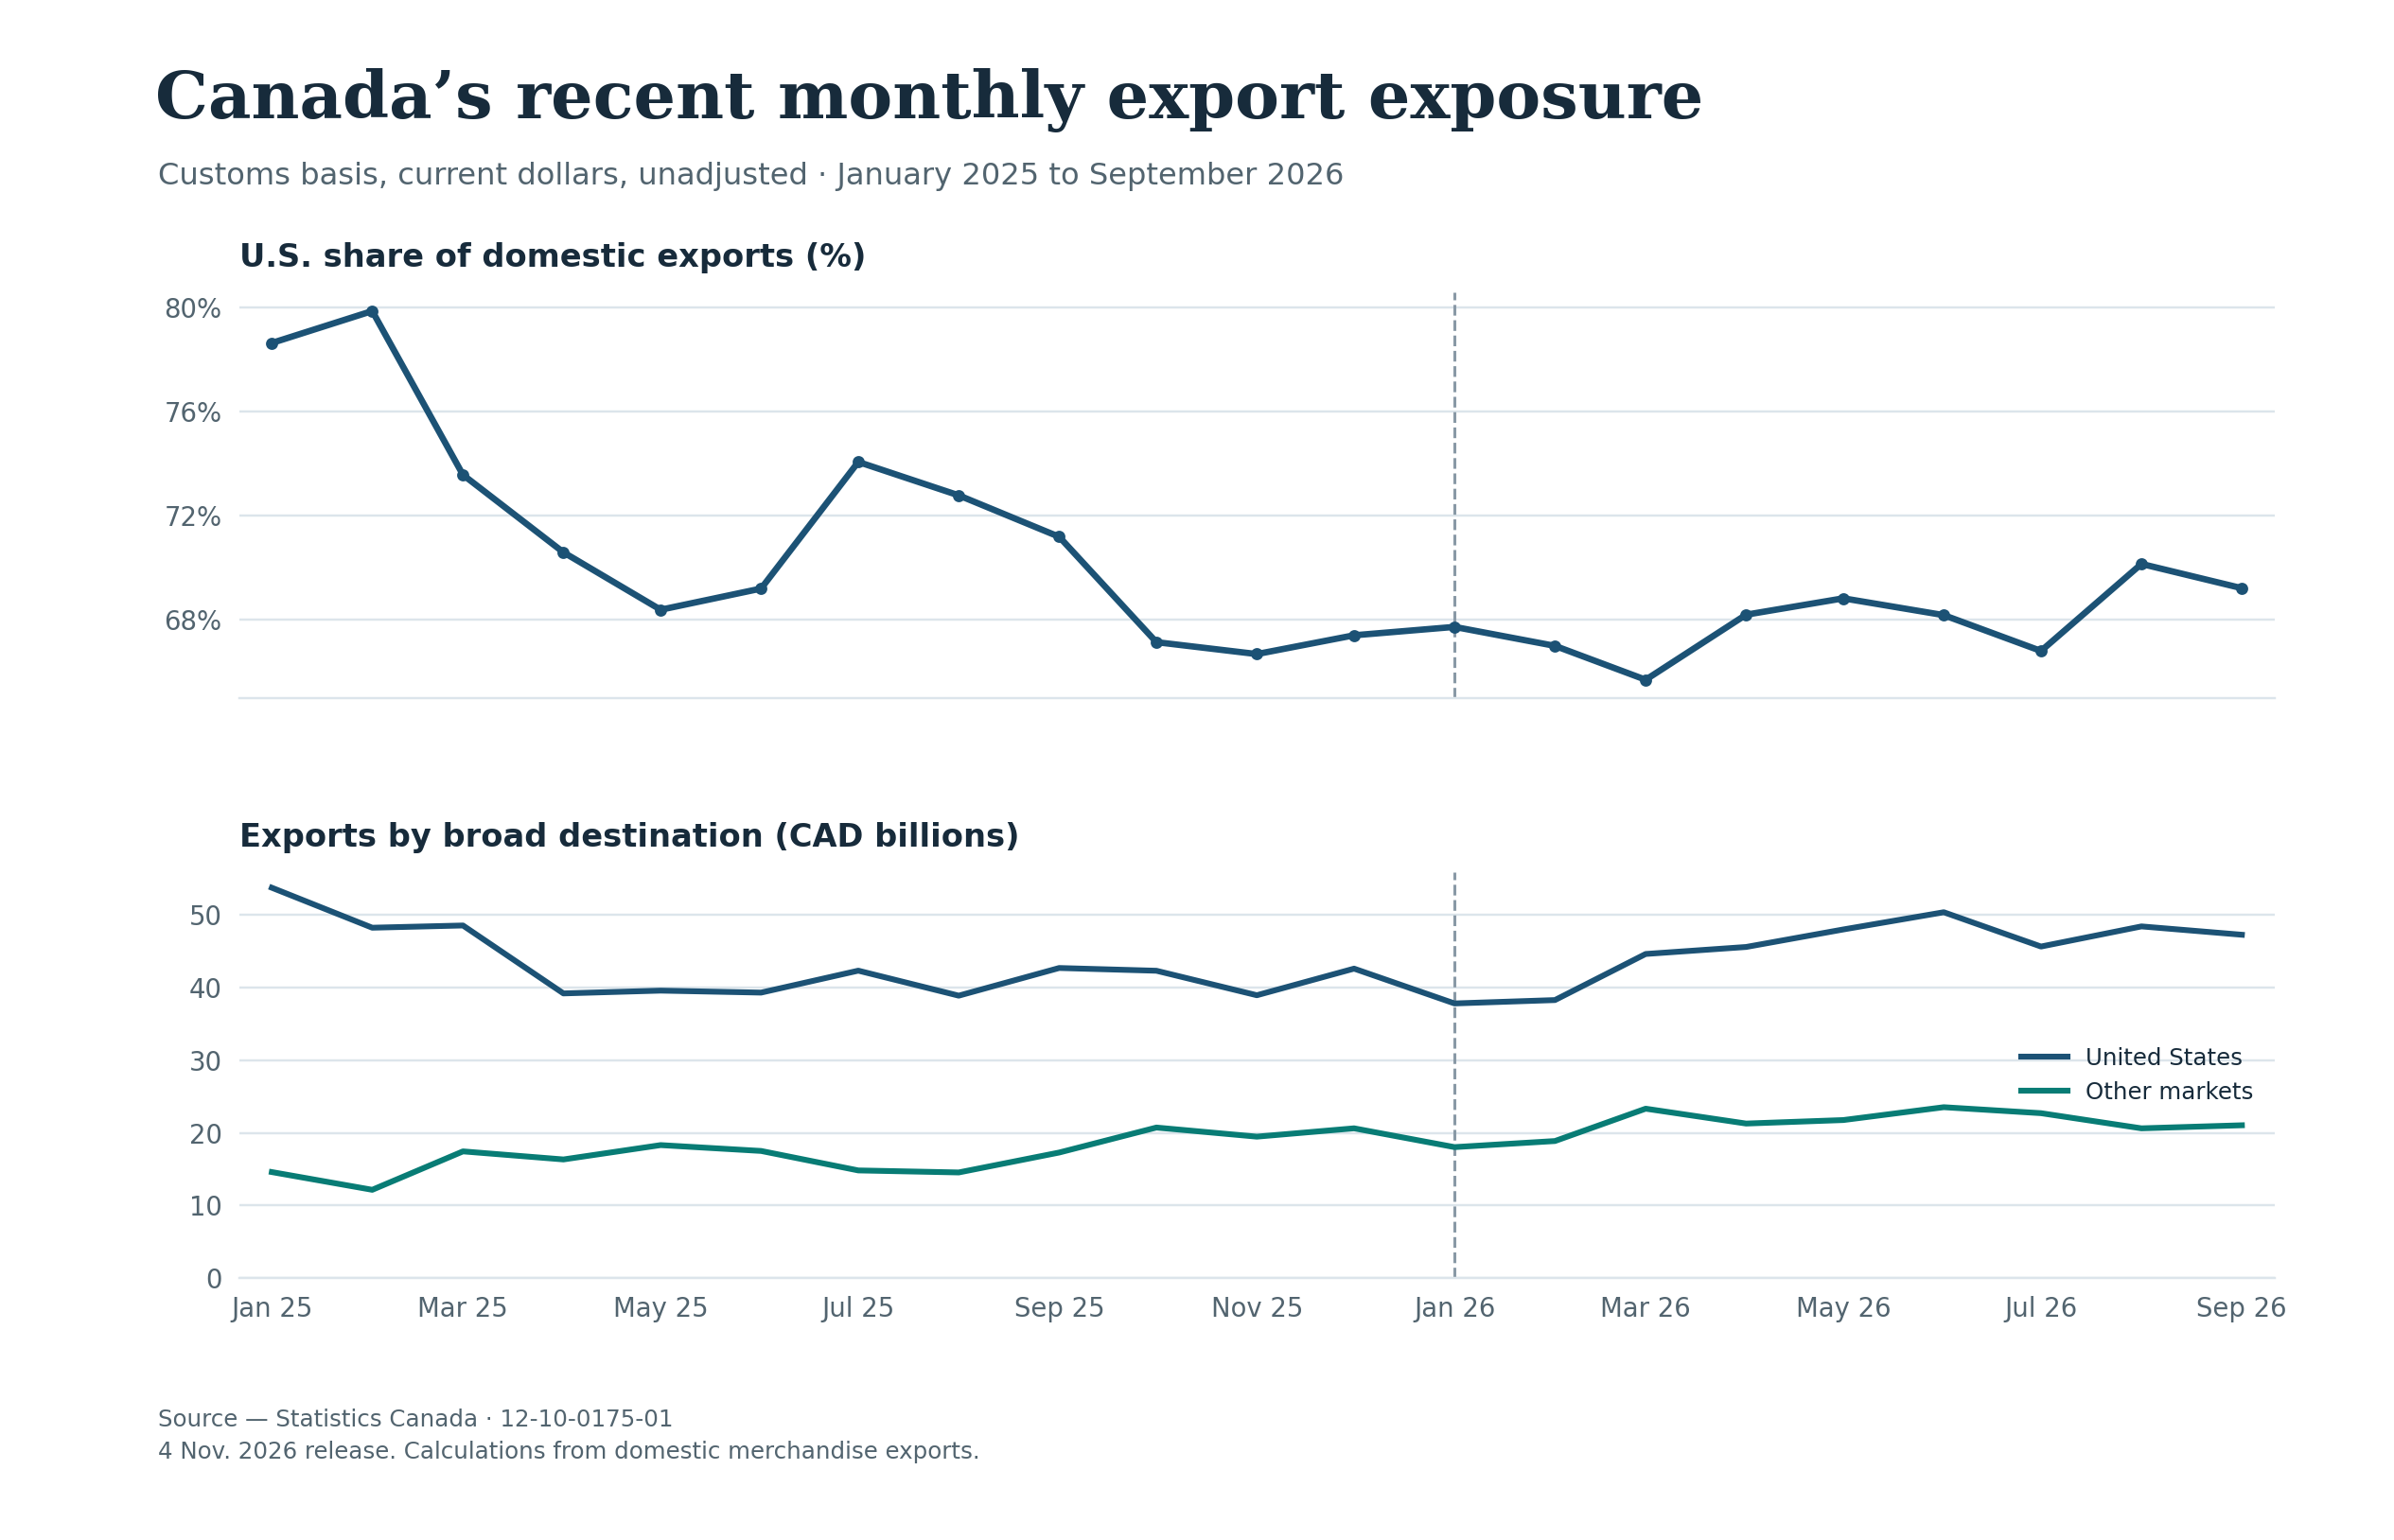 Canada’s recent monthly export exposure
Customs basis, current dollars, unadjusted · January 2025 to September 2026
U.S. share of domestic exports (%)
80%
76%
72%
68%
Exports by broad destination (CAD billions)
50
40
30
20
10
0
United States
Other markets
Jan 25 Mar 25 May 25 Jul 25 Sep 25 Nov 25 Jan 26 Mar 26 May 26 Jul 26 Sep 26
Source — Statistics Canada · 12-10-0175-01
4 Nov. 2026 release. Calculations from domestic merchandise exports.